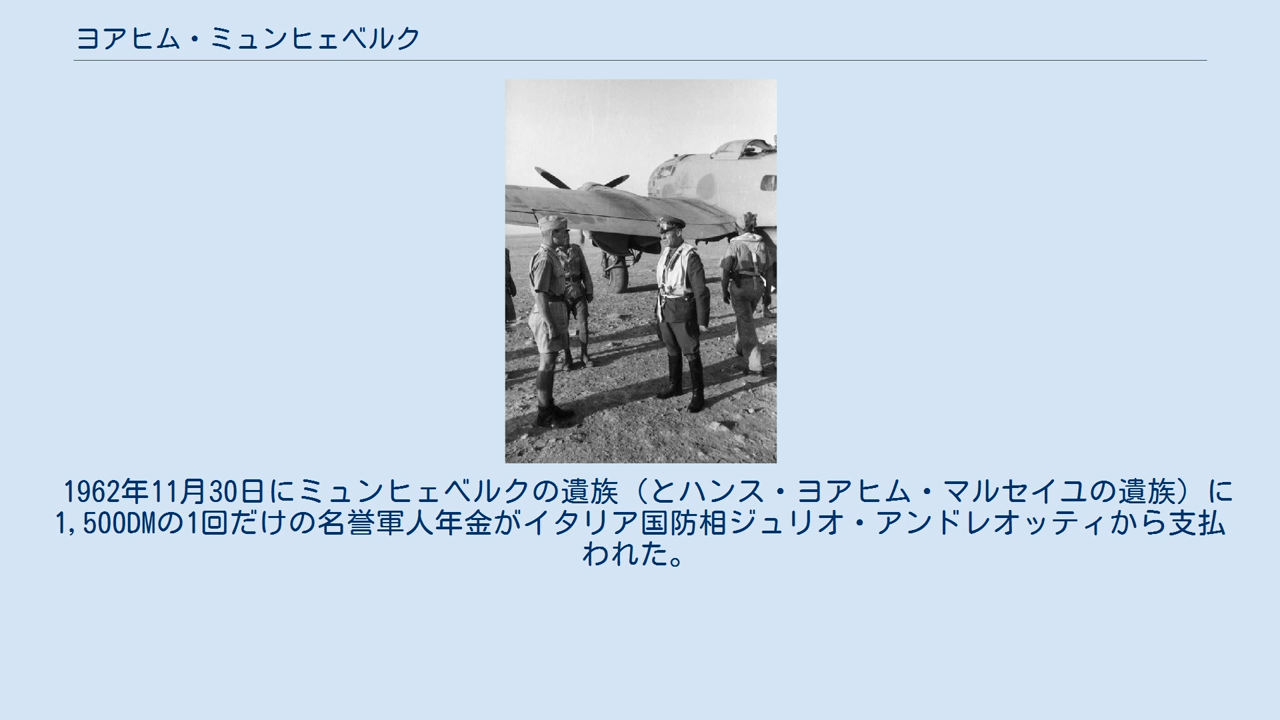 ヨアヒム・ミュンヒェベルク
1962年11月30日にミュンヒェベルクの遺族（とハンス・ヨアヒム・マルセイユの遺族）に
1,500DMの1回だけの名誉軍人年金がイタリア国防相ジュリオ・アンドレオッティから支払
われた。